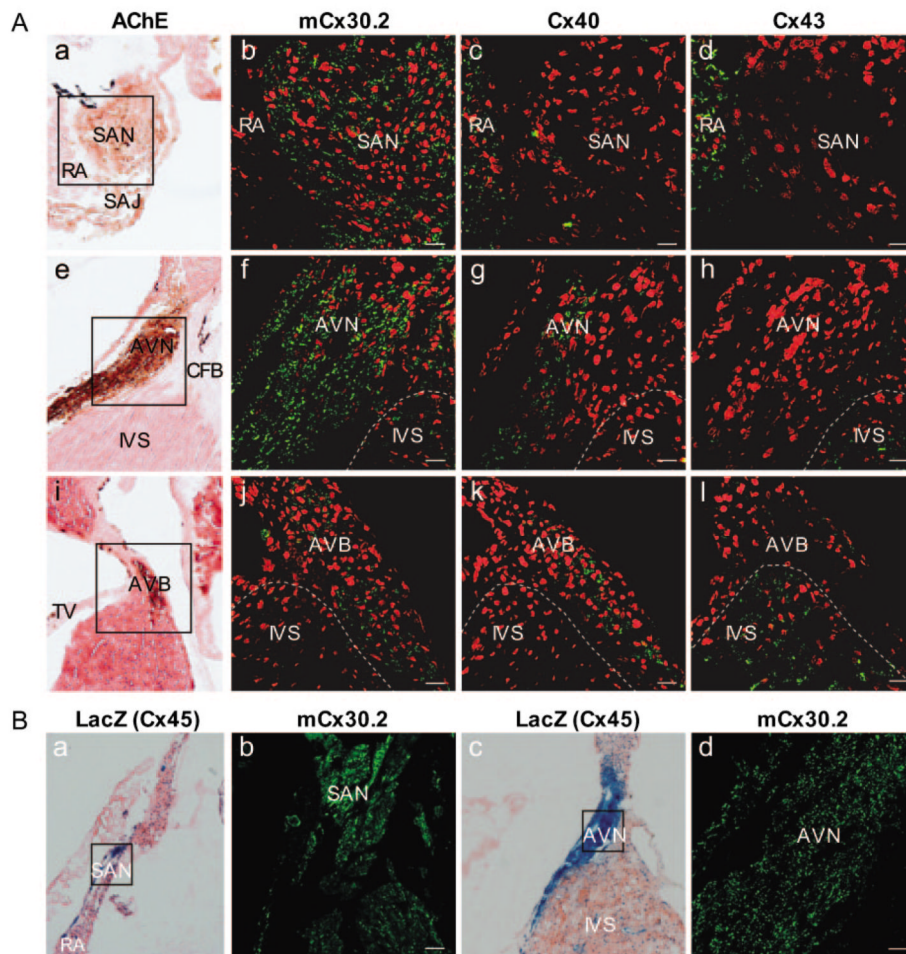 A AChE mCx30.2 Cx40 Cx43
a b c d
SAN RA SAJ RA SAN RA SAN RA SAN
e f g h
AVN CFB IVS AVN IVS AVN IVS AVN IVS
i j k l
AVB TV AVB IVS AVB IVS AVB IVS
B LacZ (Cx45) mCx30.2 LacZ (Cx45) mCx30.2
a b c d
SAN RA SAN AVN IVS AVN